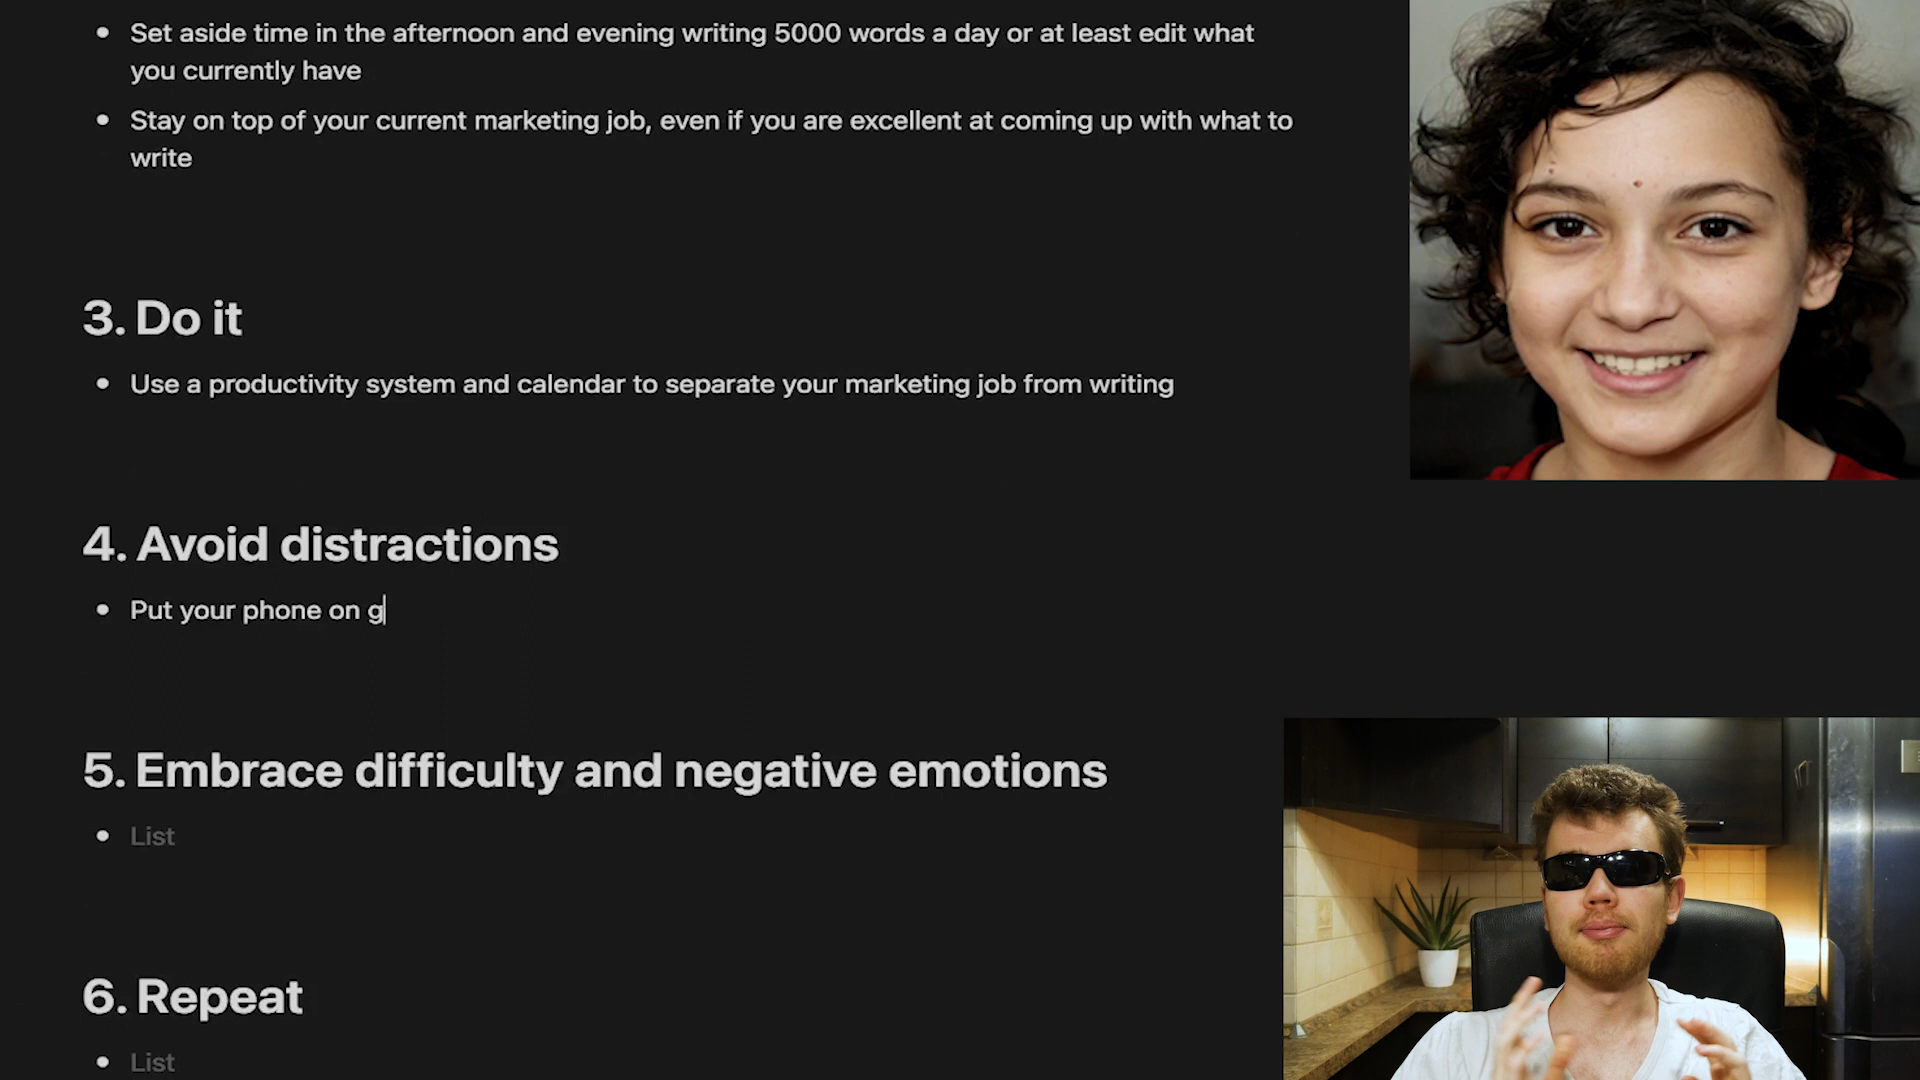 Set aside time in the afternoon and evening writing 5000 words a day or at least edit what
you currently have
Stay on top of your current marketing job, even if you are excellent at coming up with what to
write
3. Do it
Use a productivity system and calendar to separate your marketing job from writing
4. Avoid distractions
Put your phone on g
5. Embrace difficulty and negative emotions
List
6. Repeat
List